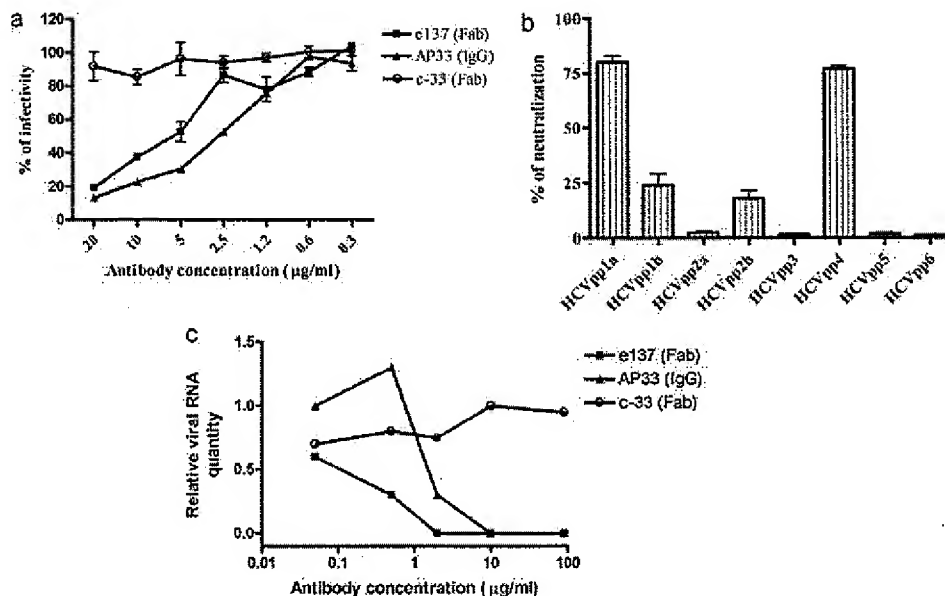 a
120
100
80
60
40
20
0
% of infectivity
20
10
5
2.5
1.2
0.6
0.3
Antibody concentration (µg/ml)
e137 (Fab)
AP33 (IgG)
c-33 (Fab)
b
100
75
50
25
0
% of neutralization
HCVpp1a
HCVpp1b
HCVpp2a
HCVpp2b
HCVpp3
HCVpp4
HCVpp5
HCVpp6
c
1.5
1.0
0.5
0.0
Relative viral RNA
quantity
0.01
0.1
1
10
100
Antibody concentration (µg/ml)
e137 (Fab)
AP33 (IgG)
c-33 (Fab)